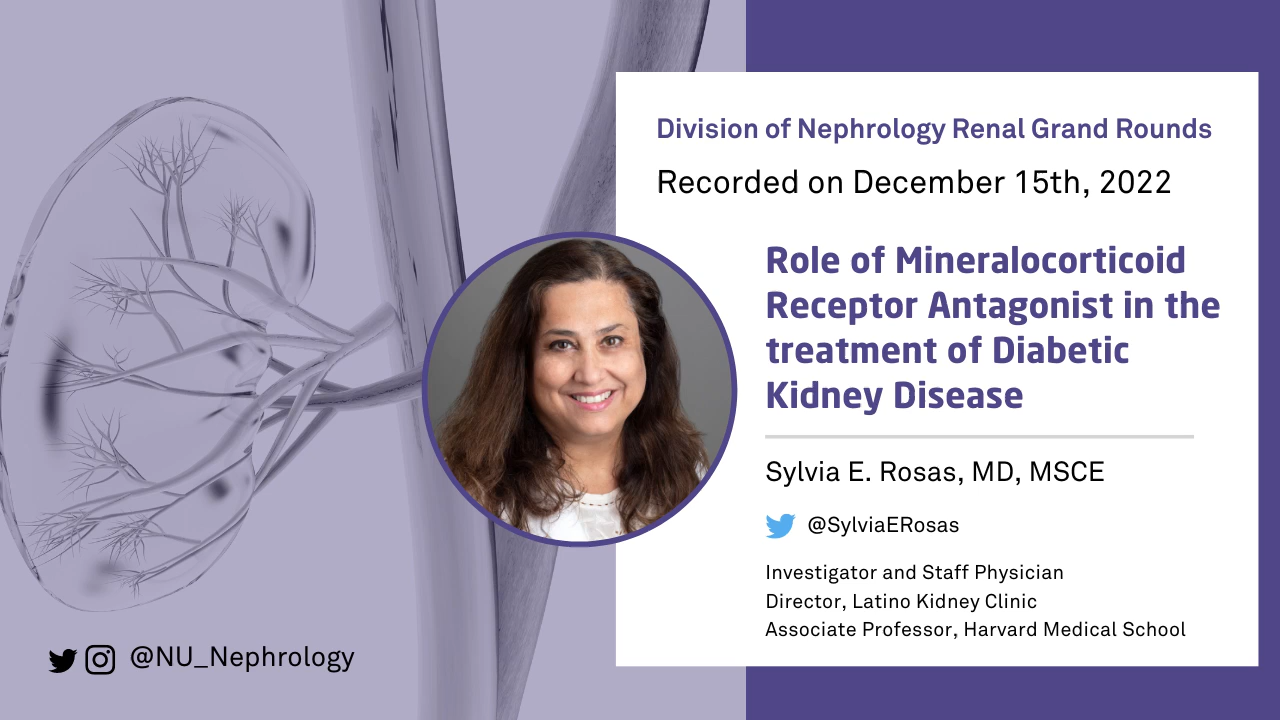 Division of Nephrology Renal Grand Rounds
Recorded on December 15th, 2022
Role of Mineralocorticoid
Receptor Antagonist in the
treatment of Diabetic
Kidney Disease
Sylvia E. Rosas, MD, MSCE
@SylviaERosas
Investigator and Staff Physician
Director, Latino Kidney Clinic
Associate Professor, Harvard Medical School
@NU_Nephrology